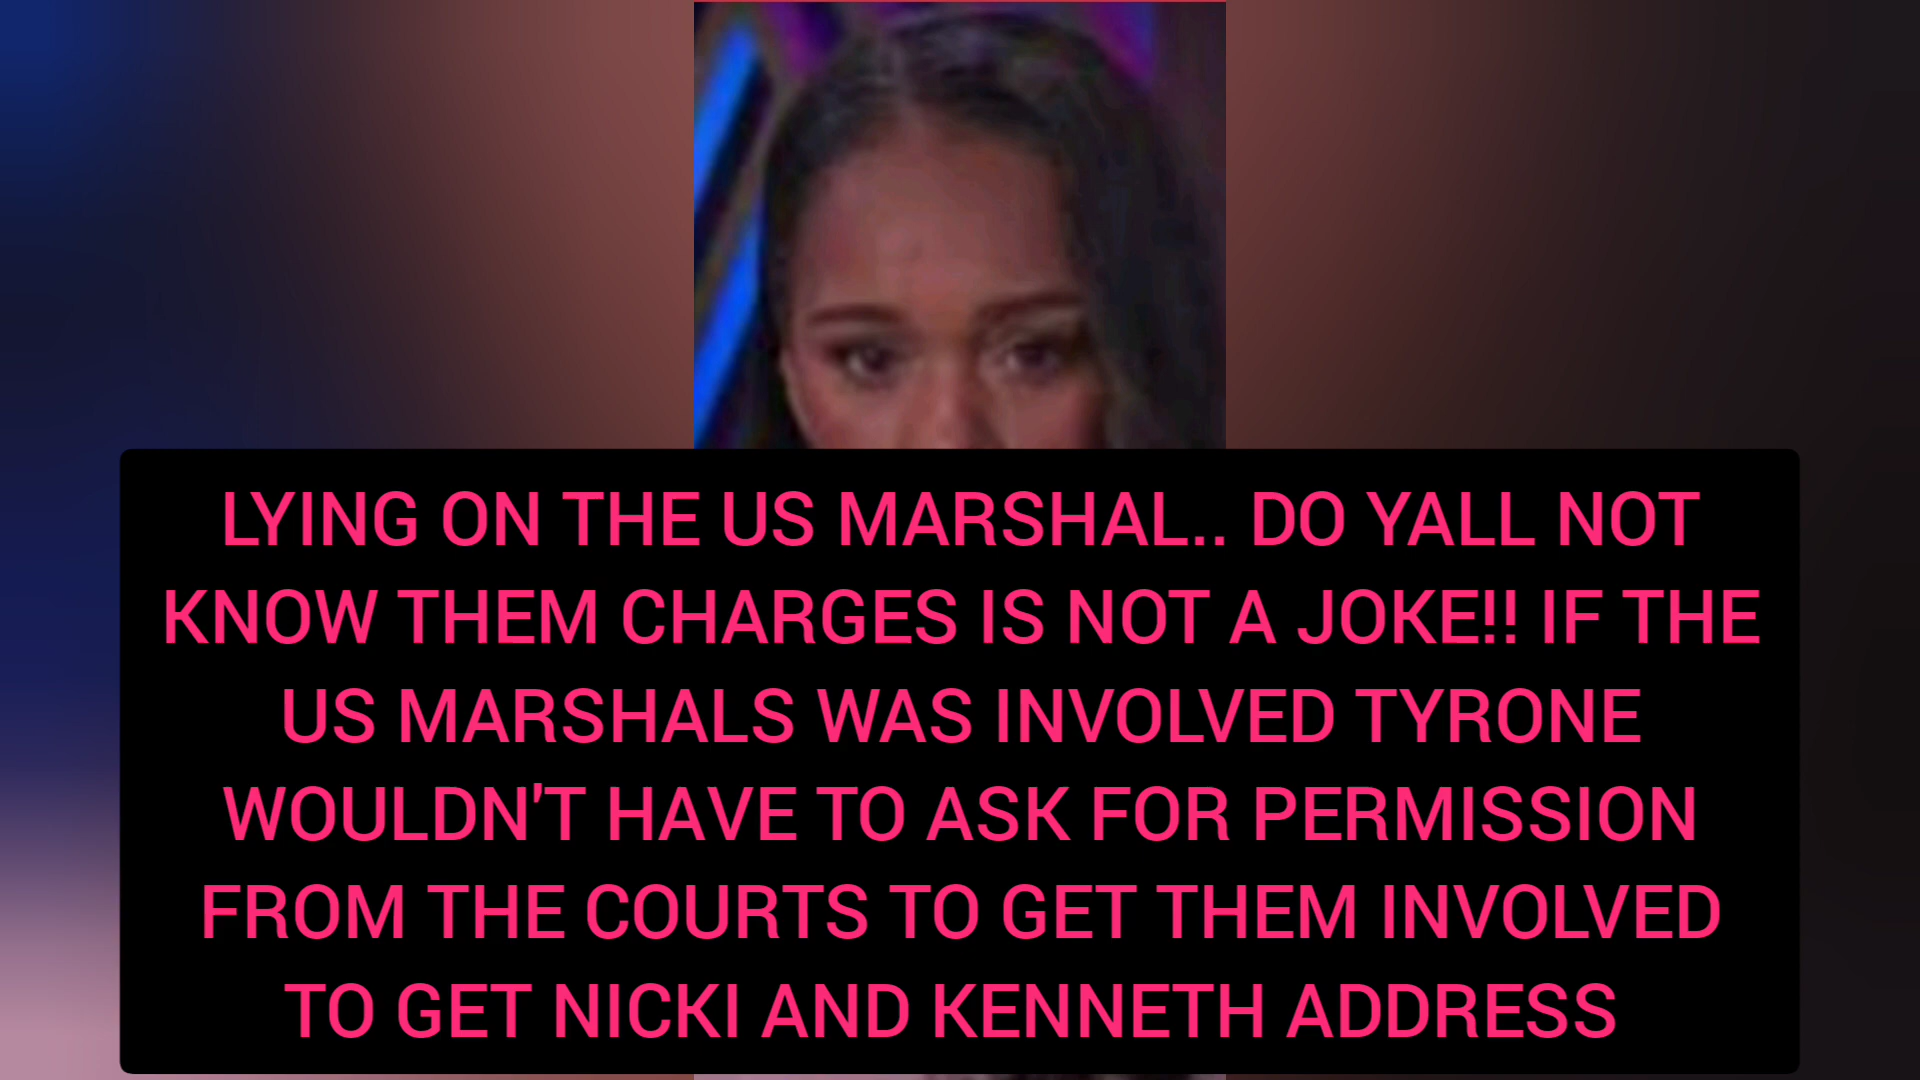 LYING ON THE US MARSHAL.. DO YALL NOT
KNOW THEM CHARGES IS NOT A JOKE!! IF THE
US MARSHALS WAS INVOLVED TYRONE
WOULDN'T HAVE TO ASK FOR PERMISSION
FROM THE COURTS TO GET THEM INVOLVED
TO GET NICKI AND KENNETH ADDRESS